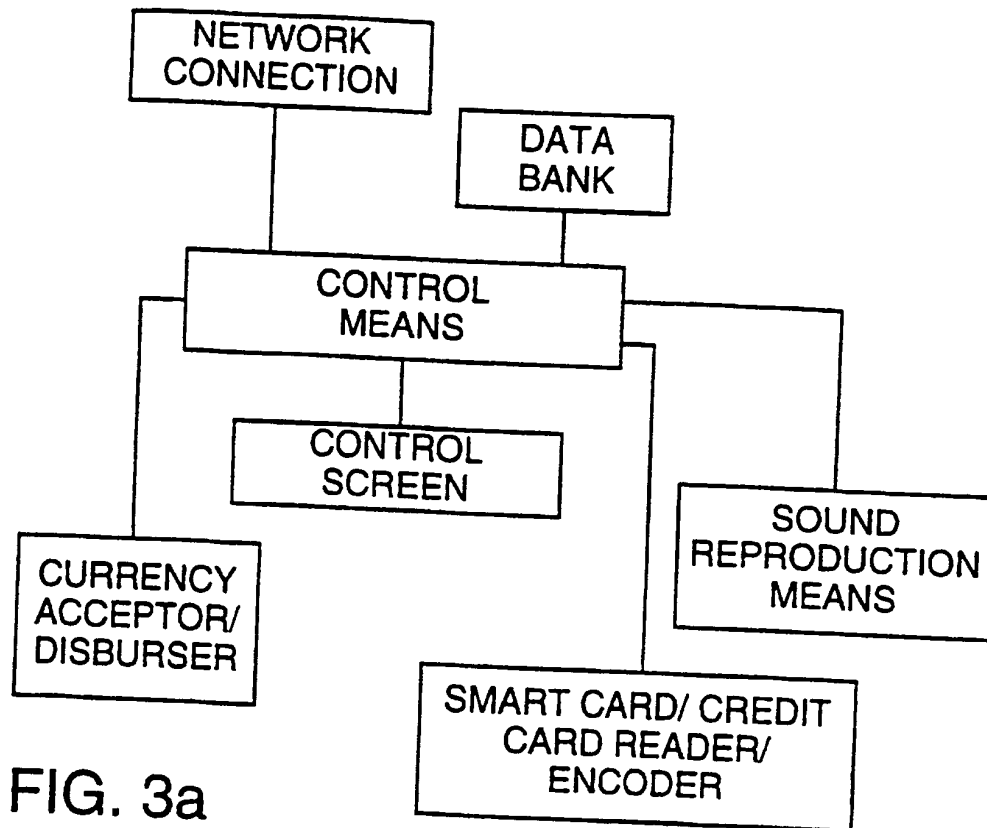 NETWORK
CONNECTION
DATA
BANK
CONTROL
MEANS
CONTROL
SCREEN
SOUND
REPRODUCTION
MEANS
CURRENCY
ACCEPTOR/
DISBURSER
SMART CARD/ CREDIT
CARD READER/
ENCODER
FIG. 3a